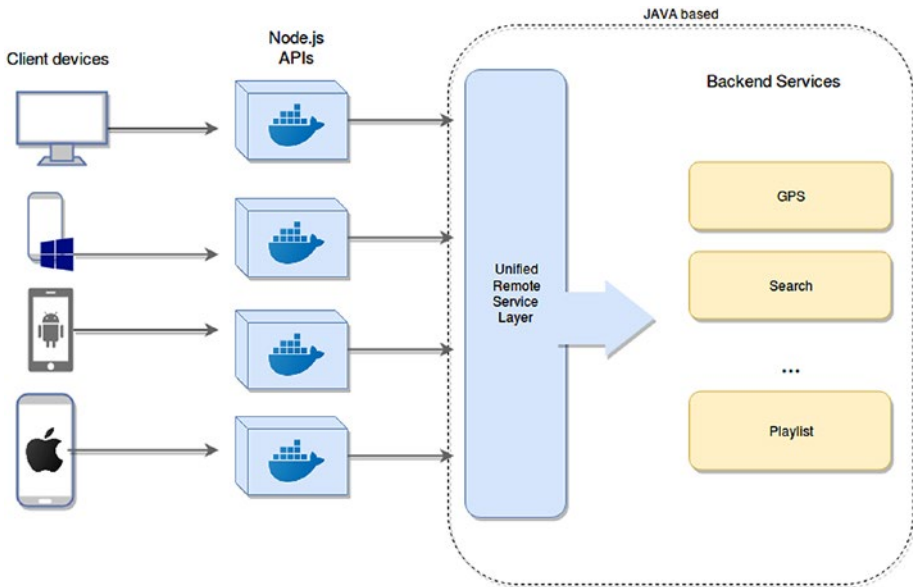 JAVA based
Client devices
Node.js
APIs
Backend Services
Unified
Remote
Service
Layer
GPS
Search
...
Playlist